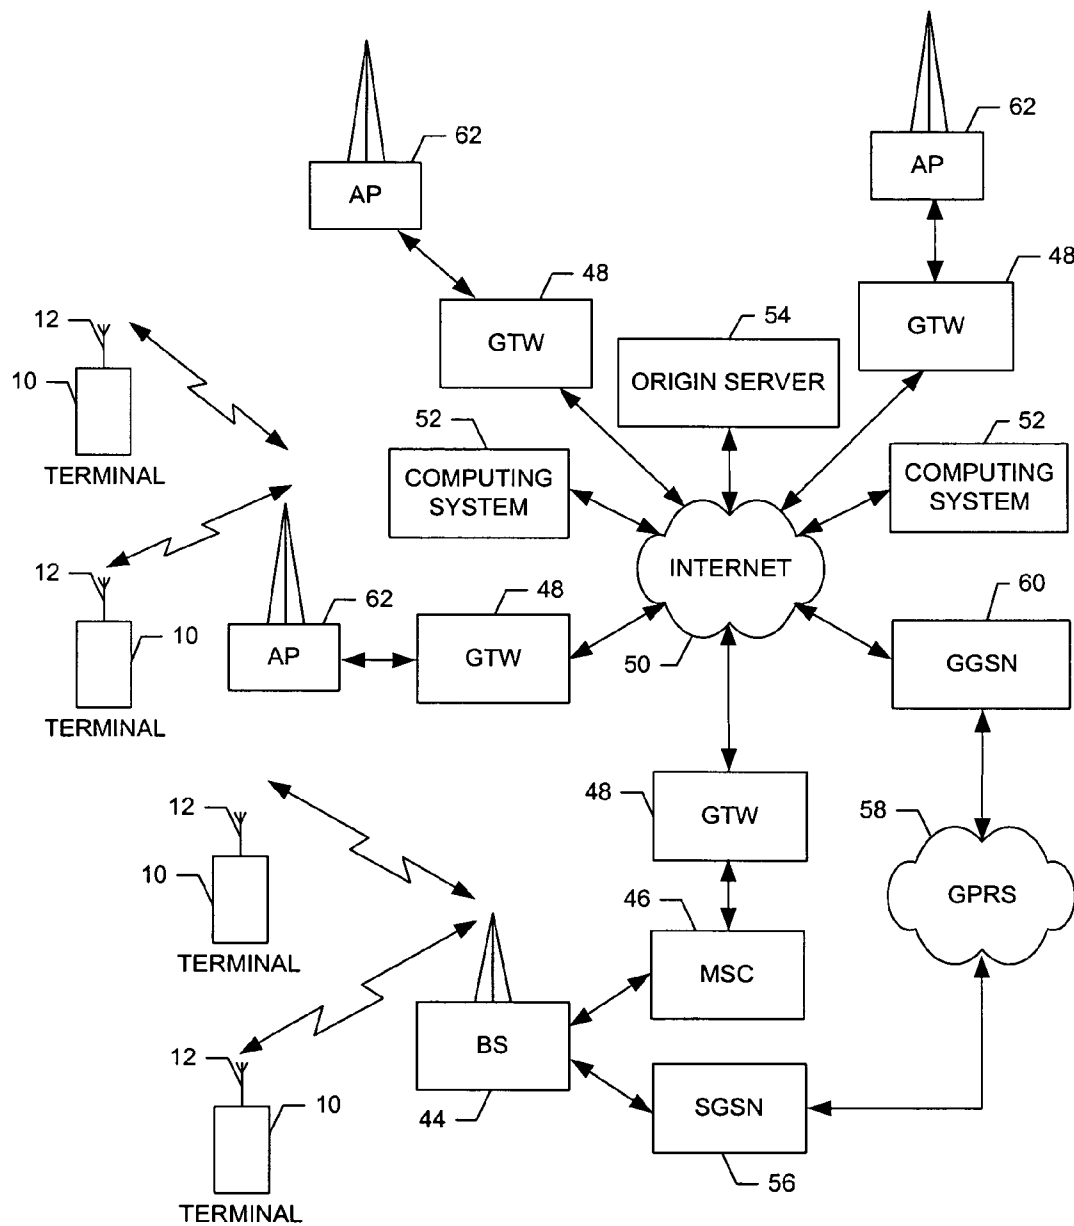 62
AP
62
AP
48
GTW
48
GTW
54
ORIGIN SERVER
12
10
TERMINAL
52
COMPUTING
SYSTEM
52
COMPUTING
SYSTEM
INTERNET
50
12
10
TERMINAL
62
AP
48
GTW
60
GGSN
48
GTW
58
GPRS
12
10
TERMINAL
46
MSC
BS
44
12
10
TERMINAL
SGSN
56